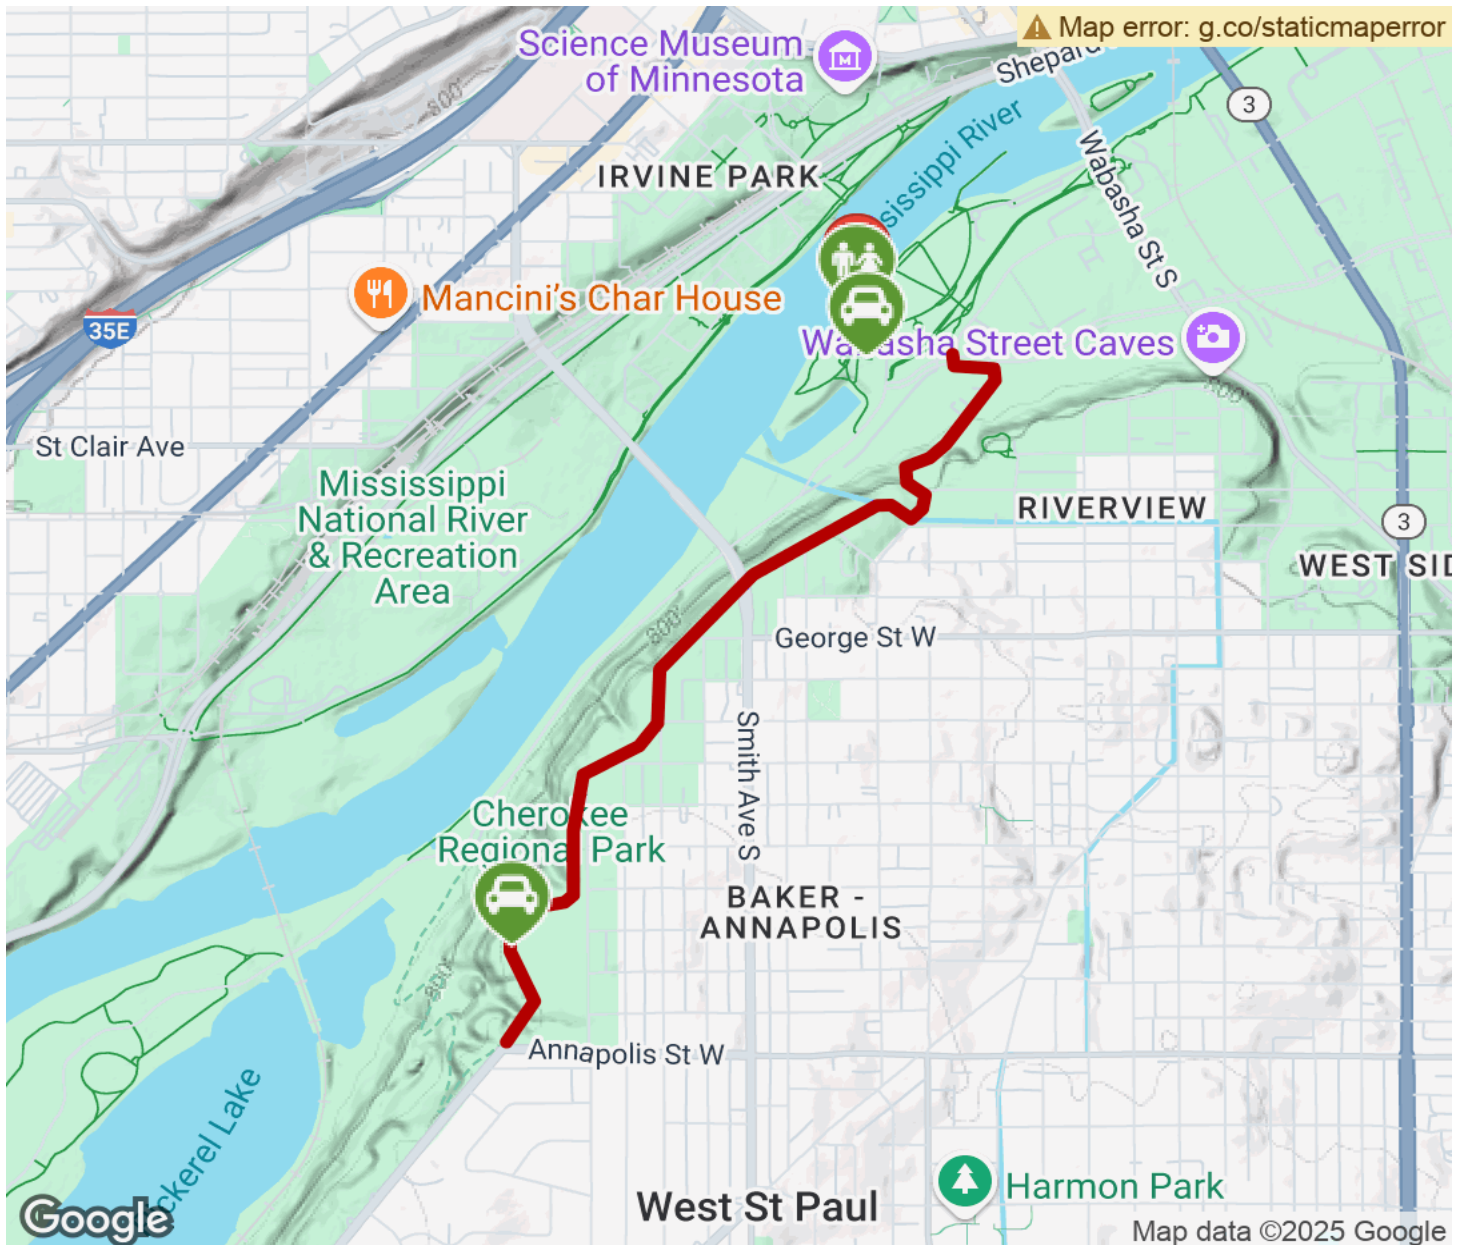 Map error: g.co/staticmaperror
Science Museum
of Minnesota
Shepard
800'
3
IRVINE PARK
sissippi River
Wabasha St S
Mancini's Char House
35E
Wabasha Street Caves
St Clair Ave
Mississippi
National River
& Recreation
Area
RIVERVIEW
3
WEST SID
800'
George St W
Smith Ave S
Cherokee
Regional Park
BAKER -
ANNAPOLIS
800'
Annapolis St W
ckerel Lake
Harmon Park
West St Paul
Google
Map data ©2025 Google